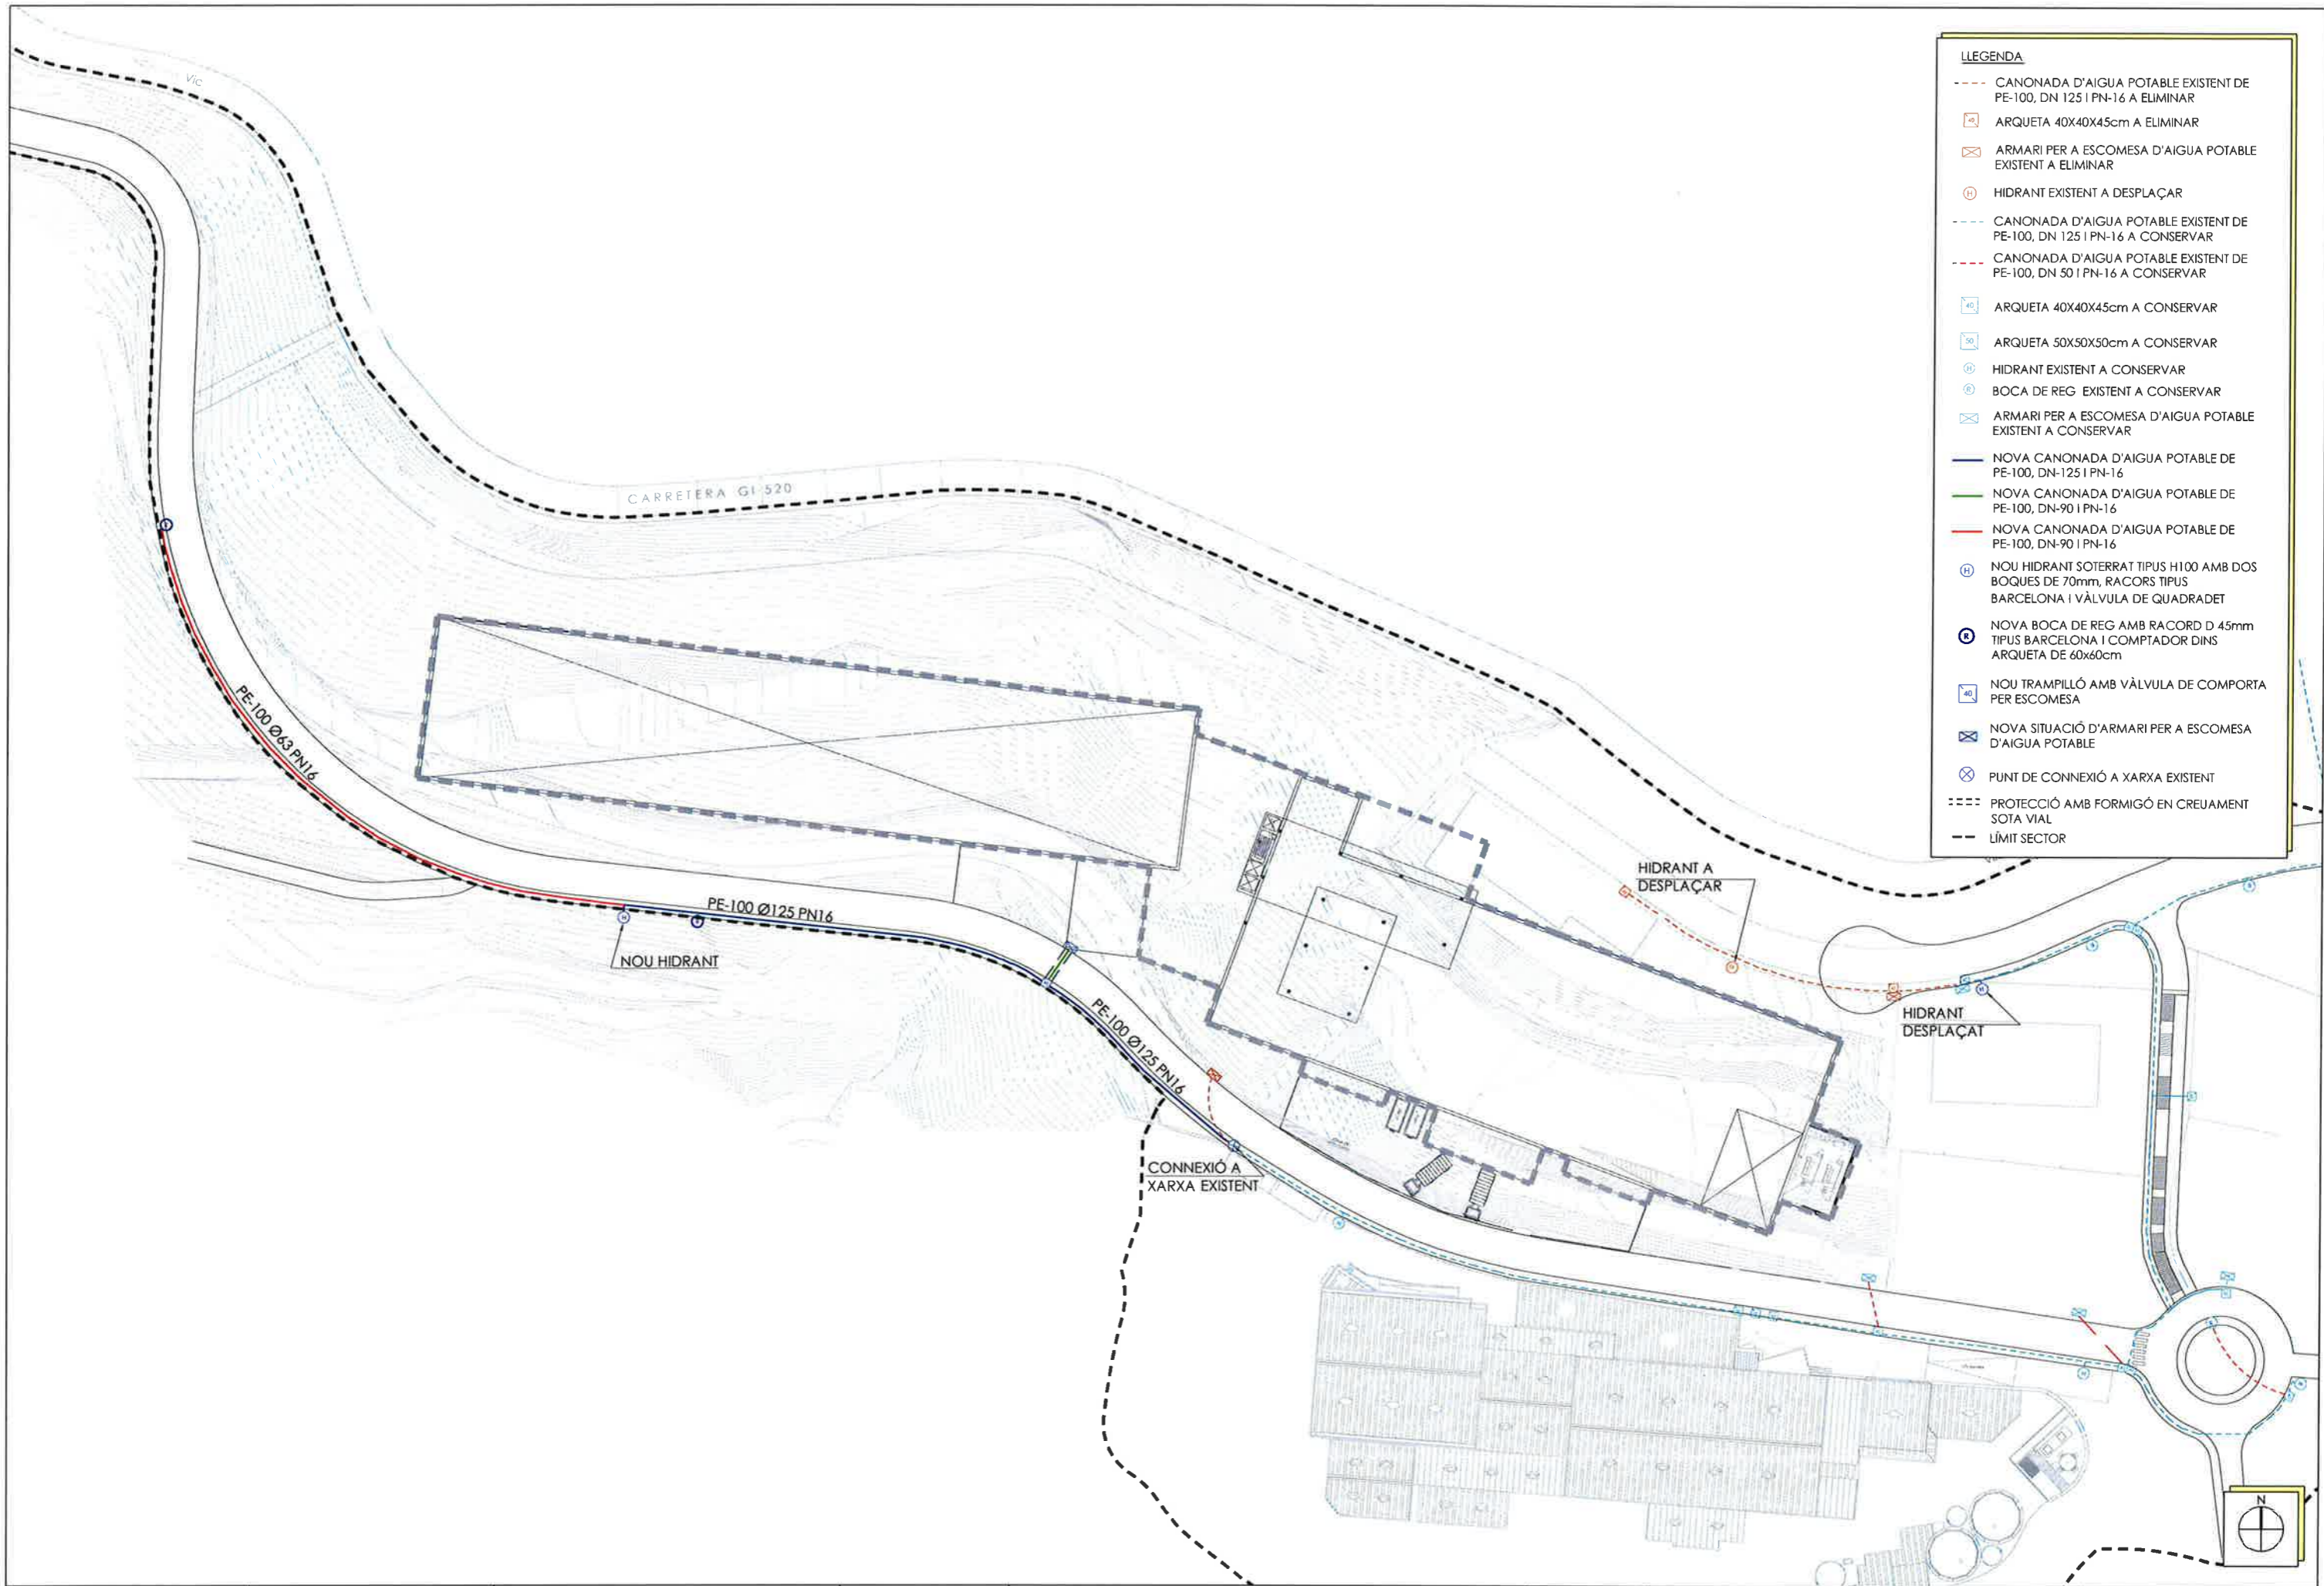 LLEGENDA
CANONADA D'AIGUA POTABLE EXISTENT DE
PE-100, DN 125 I PN-16 A ELIMINAR
45
ARQUETA 40X40X45cm A ELIMINAR
ARMARI PER A ESCOMESA D'AIGUA POTABLE
EXISTENT A ELIMINAR
H
HIDRANT EXISTENT A DESPLAÇAR
CANONADA D'AIGUA POTABLE EXISTENT DE
PE-100, DN 125 I PN-16 A CONSERVAR
CANONADA D'AIGUA POTABLE EXISTENT DE
PE-100, DN 50 I PN-16 A CONSERVAR
40
ARQUETA 40X40X45cm A CONSERVAR
50
ARQUETA 50X50X50cm A CONSERVAR
H
HIDRANT EXISTENT A CONSERVAR
R
BOCA DE REG EXISTENT A CONSERVAR
ARMARI PER A ESCOMESA D'AIGUA POTABLE
EXISTENT A CONSERVAR
NOVA CANONADA D'AIGUA POTABLE DE
PE-100, DN-125 I PN-16
NOVA CANONADA D'AIGUA POTABLE DE
PE-100, DN-90 I PN-16
NOVA CANONADA D'AIGUA POTABLE DE
PE-100, DN-90 I PN-16
H
NOU HIDRANT SOTERRAT TIPUS H100 AMB DOS
BOQUES DE 70mm, RACORS TIPUS
BARCELONA I VÀLVULA DE QUADRADET
R
NOVA BOCA DE REG AMB RACORD D 45mm
TIPUS BARCELONA I COMPTADOR DINS
ARQUETA DE 60x60cm
40
NOU TRAMPILLÓ AMB VÀLVULA DE COMPORTA
PER ESCOMESA
NOVA SITUACIÓ D'ARMARI PER A ESCOMESA
D'AIGUA POTABLE
PUNT DE CONNEXIÓ A XARXA EXISTENT
PROTECCIÓ AMB FORMIGÓ EN CREUAMENT
SOTA VIAL
LÍMIT SECTOR
Vic
CARRETERA GI 520
PE-100 Ø63 PN16
PE-100 Ø125 PN16
NOU HIDRANT
PE-100 Ø125 PN16
CONNEXIÓ A
XARXA EXISTENT
HIDRANT A
DESPLAÇAR
HIDRANT
DESPLAÇAT
N